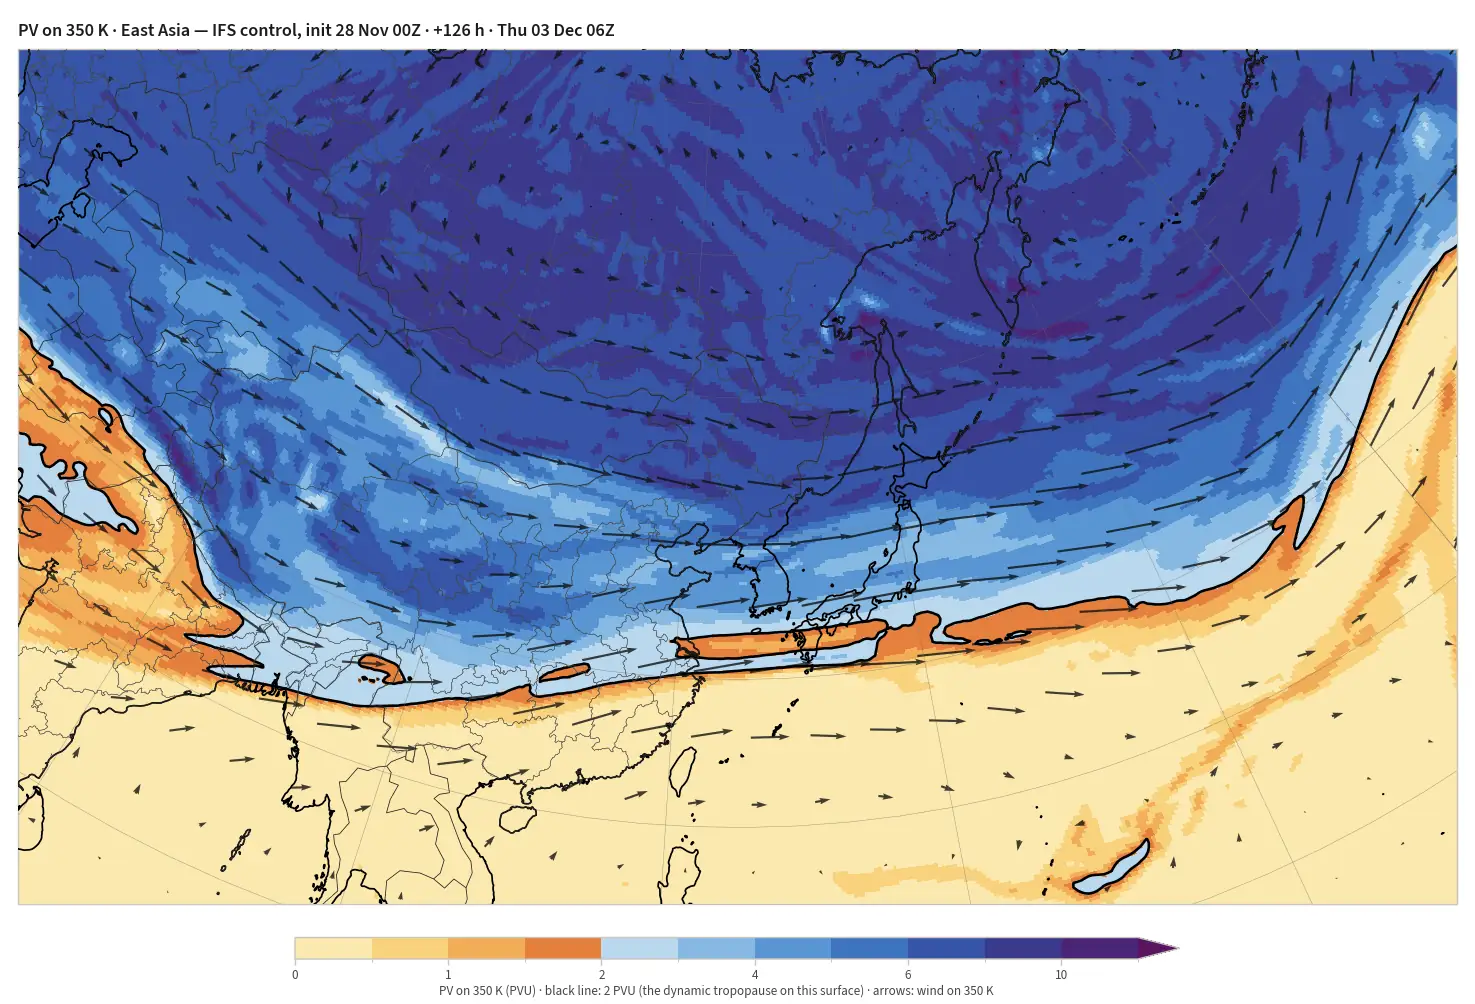 PV on 350 K · East Asia — IFS control, init 28 Nov 00Z · +126 h · Thu 03 Dec 06Z
0 1 2 4 6 10
PV on 350 K (PVU) · black line: 2 PVU (the dynamic tropopause on this surface) · arrows: wind on 350 K